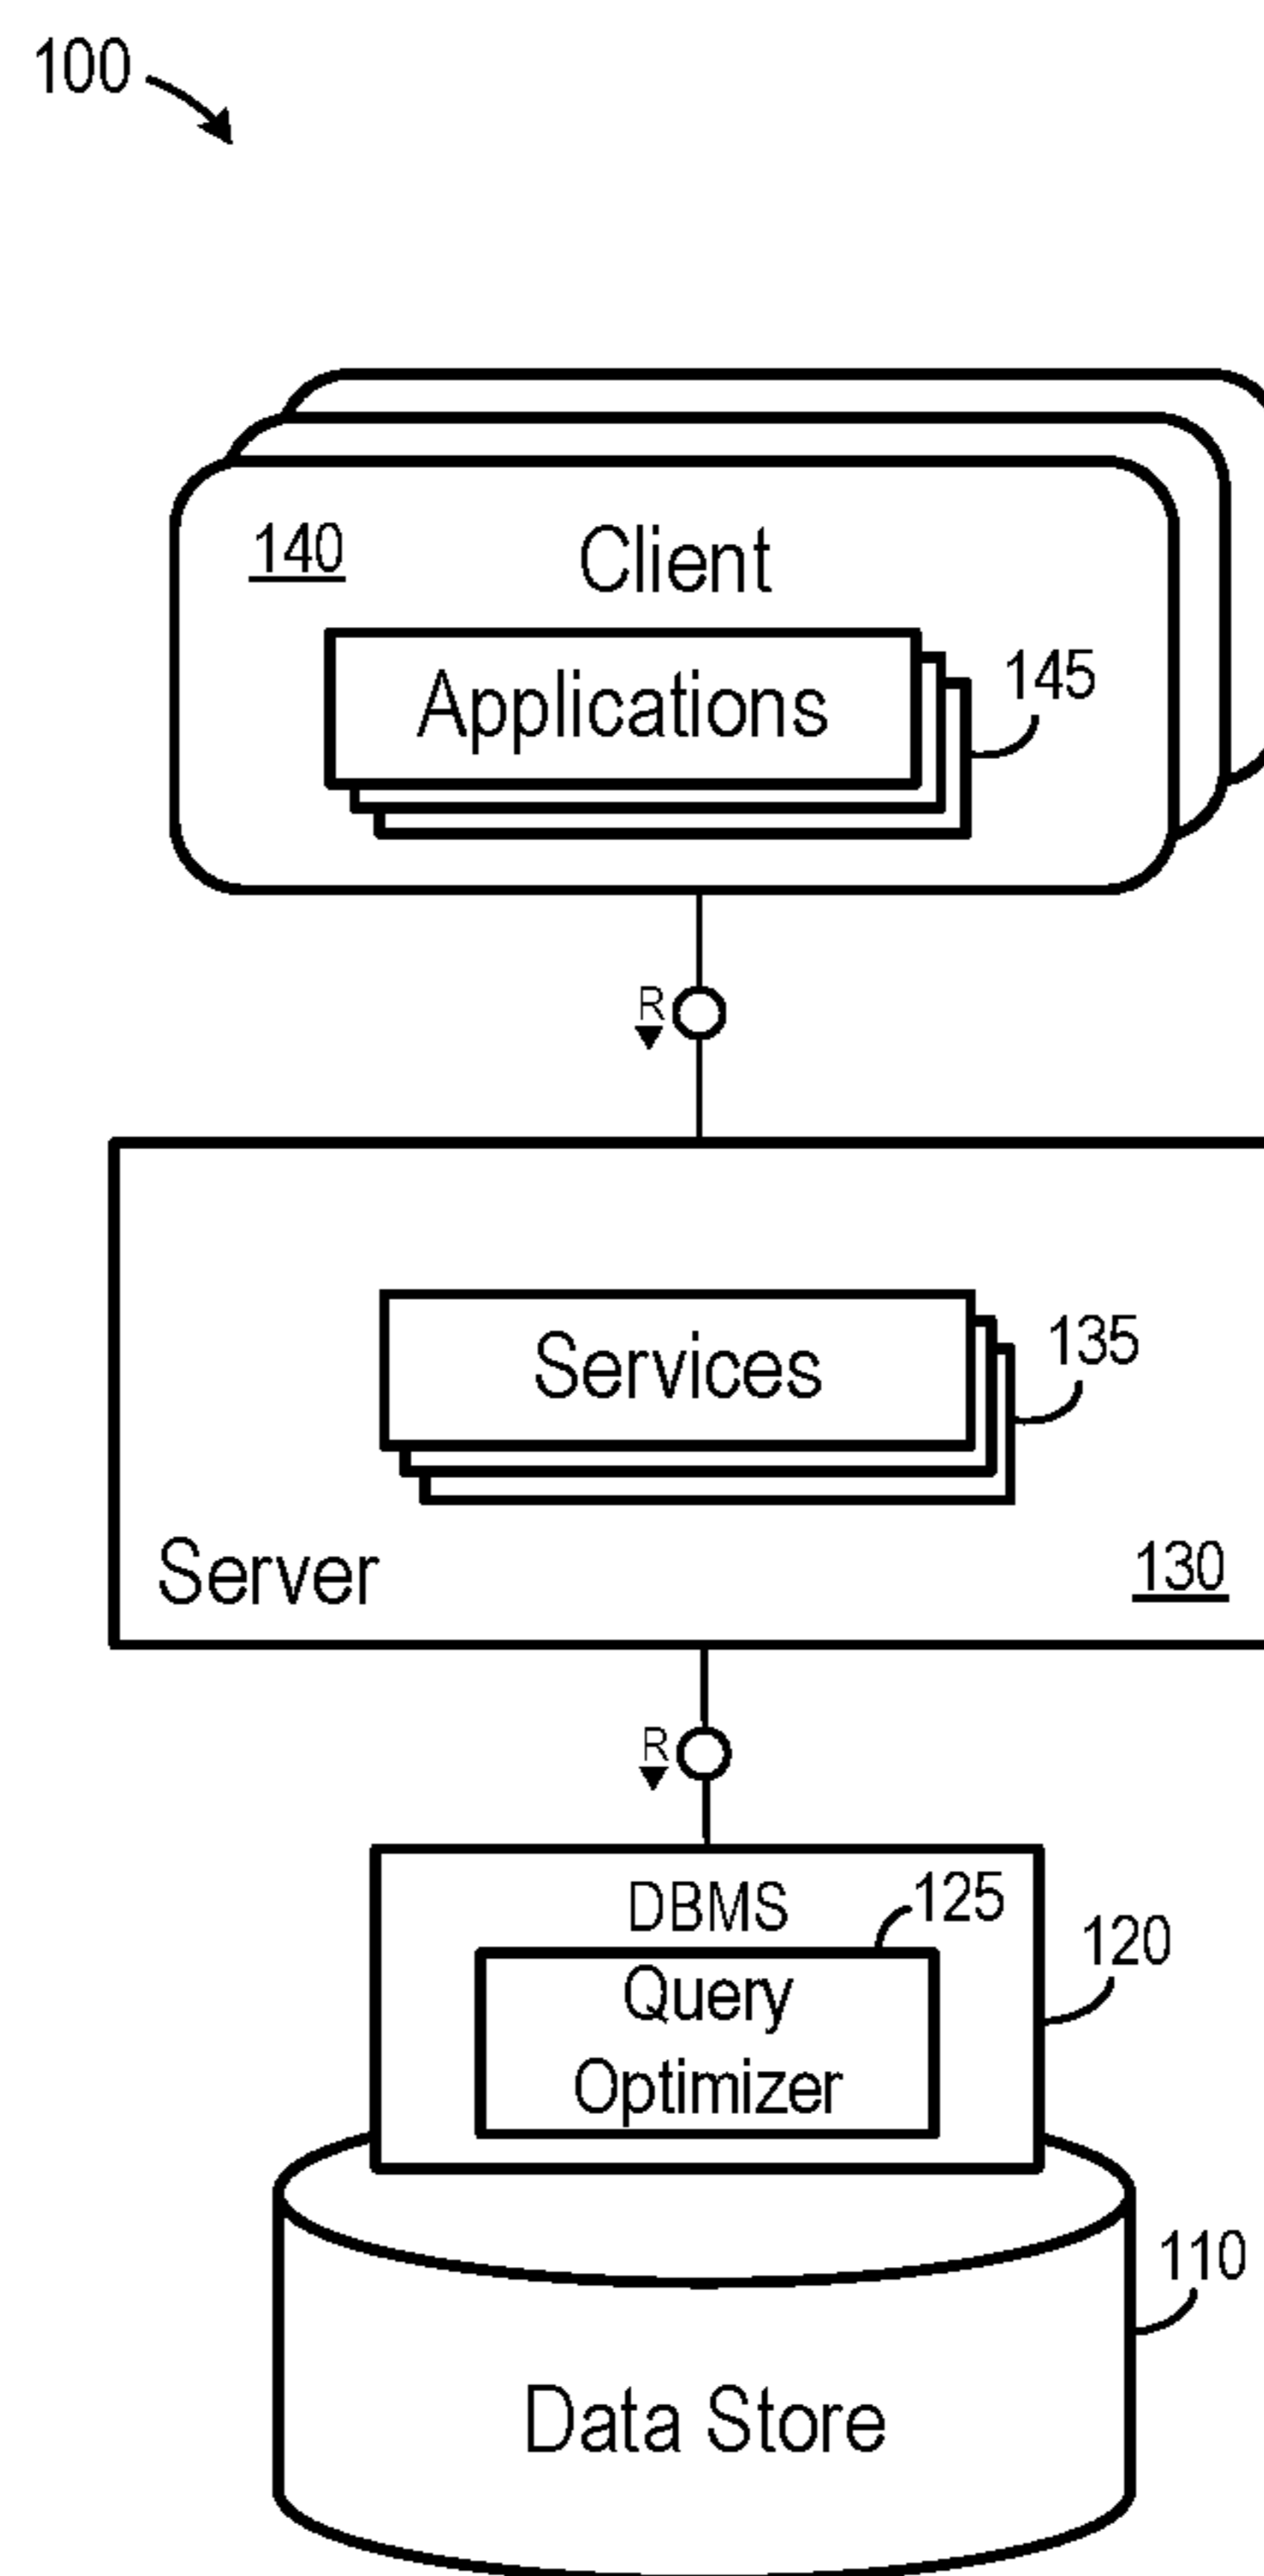 100
140
Client
Applications
145
R
Services
135
Server
130
R
DBMS
125
Query
Optimizer
120
110
Data Store